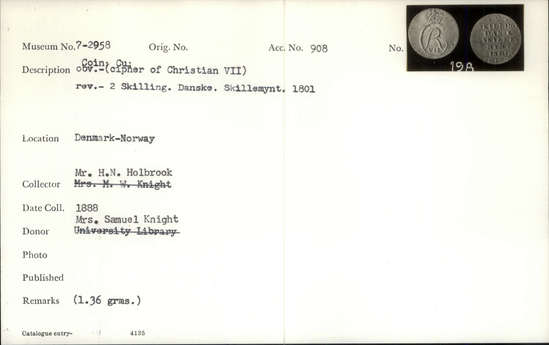 Museum No. 7-2958 Orig. No. Acc. No. 908 No.
Coin; Cu;
Description obv.-(cipher of Christian VII)
rev.- 2 Skilling. Danske. Skillemynt. 1801
19A
Location Denmark-Norway
Mr. H.N. Holbrook
Collector Mrs. M. W. Knight
Date Coll. 1888
Mrs. Samuel Knight
Donor University Library
Photo
Published
Remarks (1.36 grms.)
Catalogue entry- 4135